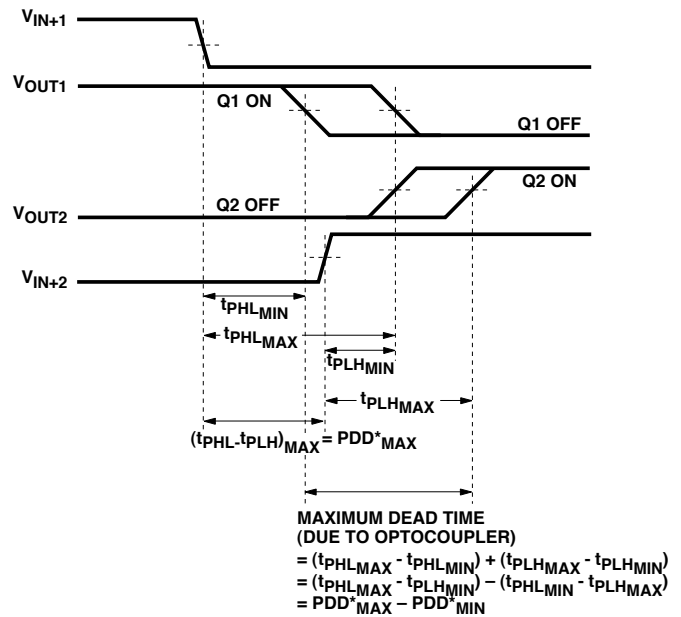 VIN+1
VOUT1
Q1 ON
Q1 OFF
Q2 ON
Q2 OFF
VOUT2
VIN+2
tPHLMIN
tPHLMAX
tPLHMIN
tPLHMAX
(tPHL-tPLH)MAX = PDD*MAX
MAXIMUM DEAD TIME
(DUE TO OPTOCOUPLER)
= (tPHLMAX - tPHLMIN) + (tPLHMAX - tPLHMIN)
= (tPHLMAX - tPLHMIN) – (tPHLMIN - tPLHMAX)
= PDD*MAX – PDD*MIN